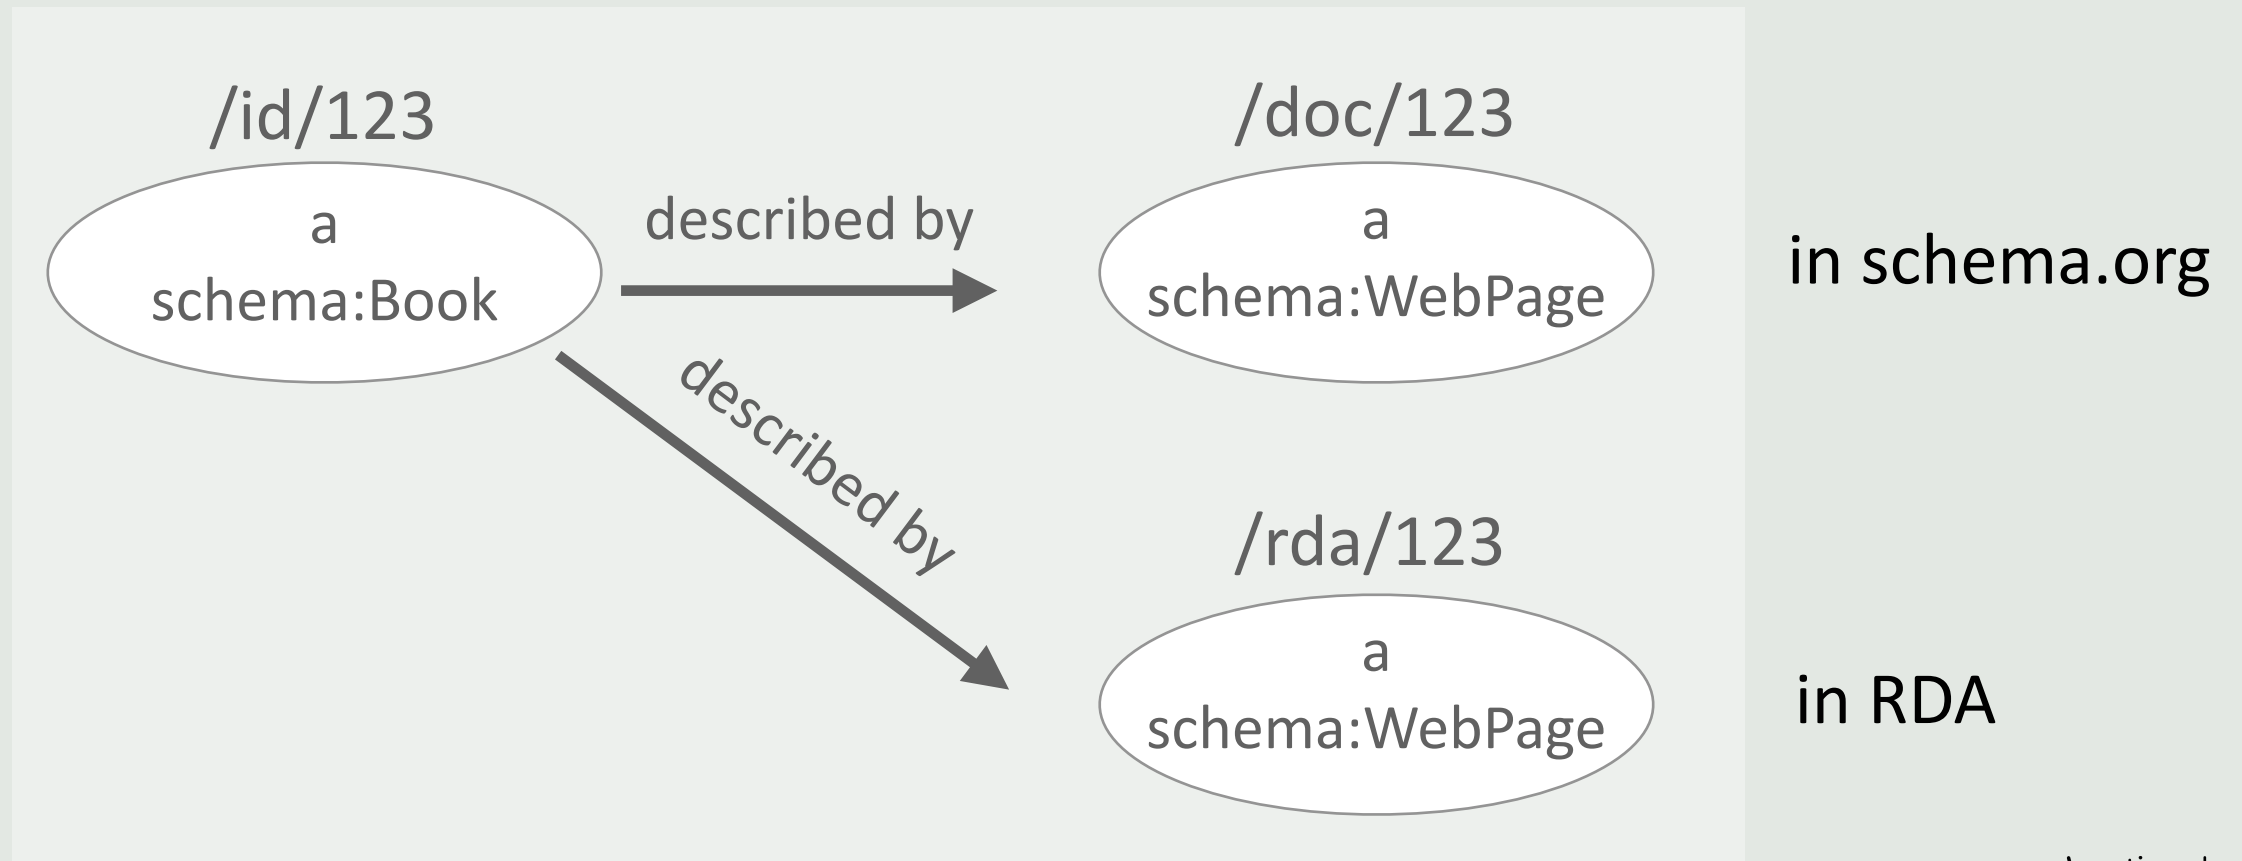 /id/123
/doc/123
a
schema:Book
described by
a
schema:WebPage
in schema.org
described by
/rda/123
a
schema:WebPage
in RDA